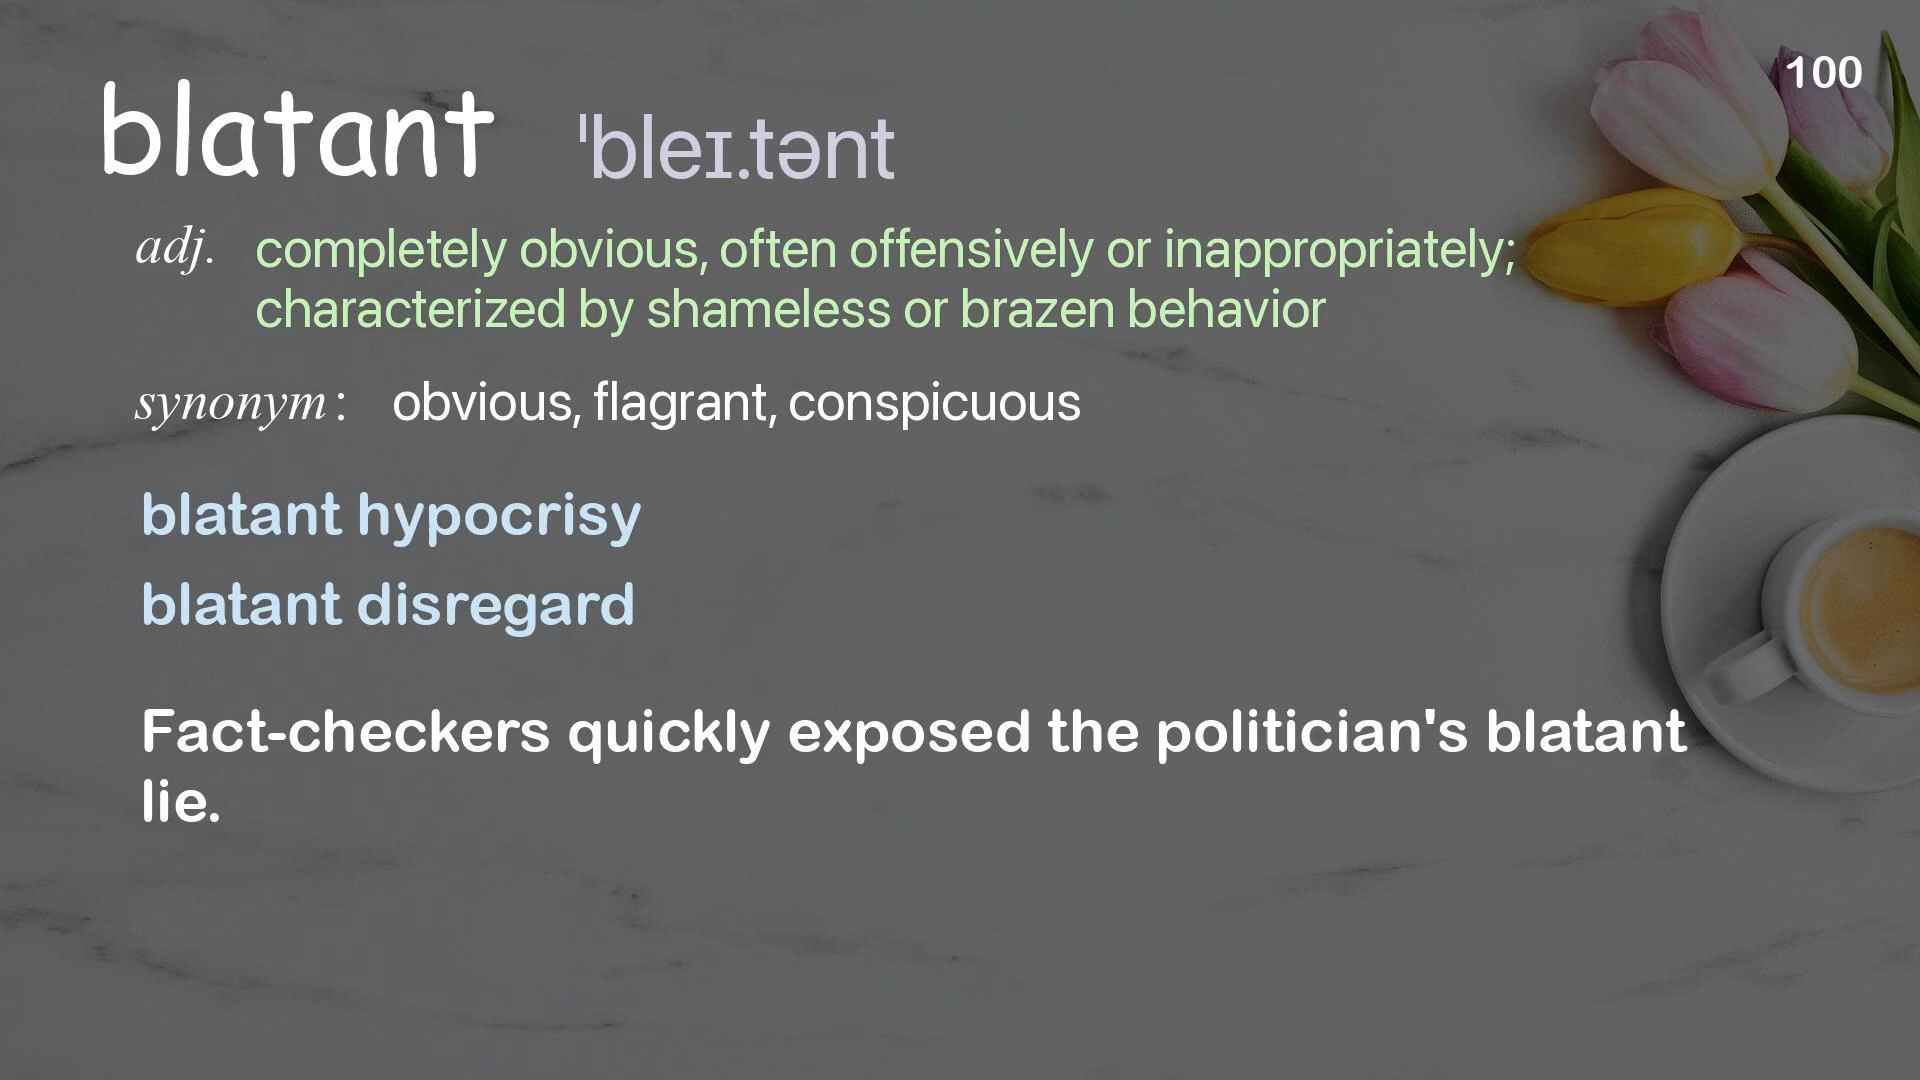 100
blatant ˈbleɪ.tənt
adj. completely obvious, often offensively or inappropriately;
characterized by shameless or brazen behavior
synonym : obvious, flagrant, conspicuous
blatant hypocrisy
blatant disregard
Fact-checkers quickly exposed the politician's blatant
lie.